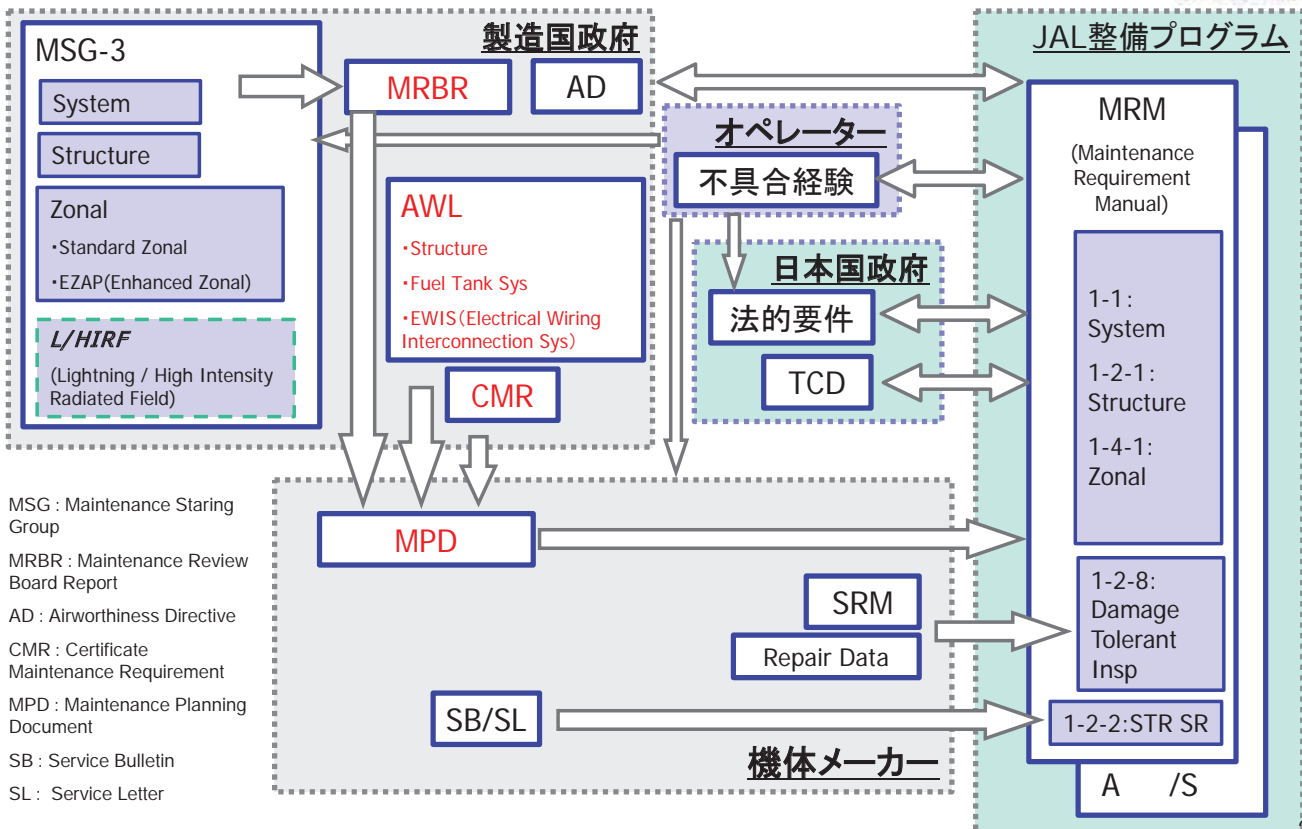 製造国政府
MSG-3
System
Structure
Zonal
・Standard Zonal
・EZAP(Enhanced Zonal)
L/HIRF
(Lightning / High Intensity
Radiated Field)
MRBR
AD
AWL
・Structure
・Fuel Tank Sys
・EWIS(Electrical Wiring
Interconnection Sys)
CMR
オペレーター
不具合経験
日本国政府
法的要件
TCD
JAL整備プログラム
MRM
(Maintenance
Requirement
Manual)
1-1:
System
1-2-1:
Structure
1-4-1:
Zonal
1-2-8:
Damage
Tolerant
Insp
1-2-2:STR SR
A /S
MPD
SRM
Repair Data
SB/SL
機体メーカー
MSG : Maintenance Staring
Group
MRBR : Maintenance Review
Board Report
AD : Airworthiness Directive
CMR : Certificate
Maintenance Requirement
MPD : Maintenance Planning
Document
SB : Service Bulletin
SL : Service Letter